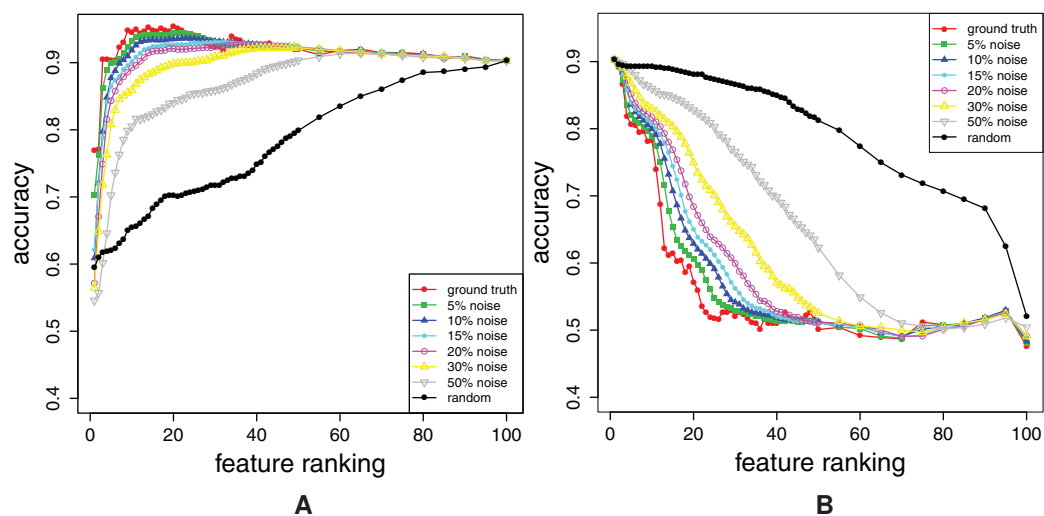 accuracy
0.4 0.5 0.6 0.7 0.8 0.9
0 20 40 60 80 100
feature ranking
ground truth
5% noise
10% noise
15% noise
20% noise
30% noise
50% noise
random
A
accuracy
0.4 0.5 0.6 0.7 0.8 0.9
0 20 40 60 80 100
feature ranking
ground truth
5% noise
10% noise
15% noise
20% noise
30% noise
50% noise
random
B